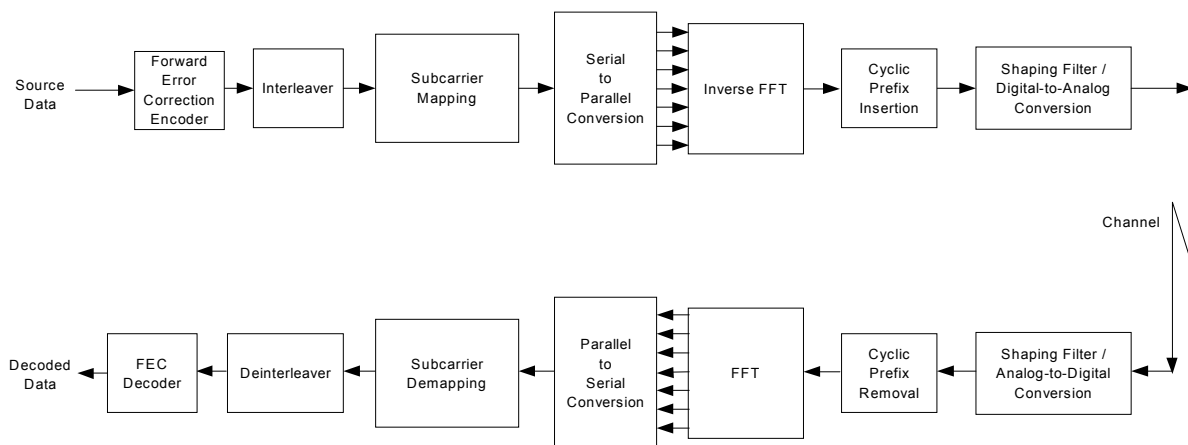 Source
Data
Forward
Error
Correction
Encoder
Interleaver
Subcarrier
Mapping
Serial
to
Parallel
Conversion
Inverse FFT
Cyclic
Prefix
Insertion
Shaping Filter /
Digital-to-Analog
Conversion
Channel
Decoded
Data
FEC
Decoder
Deinterleaver
Subcarrier
Demapping
Parallel
to
Serial
Conversion
FFT
Cyclic
Prefix
Removal
Shaping Filter /
Analog-to-Digital
Conversion